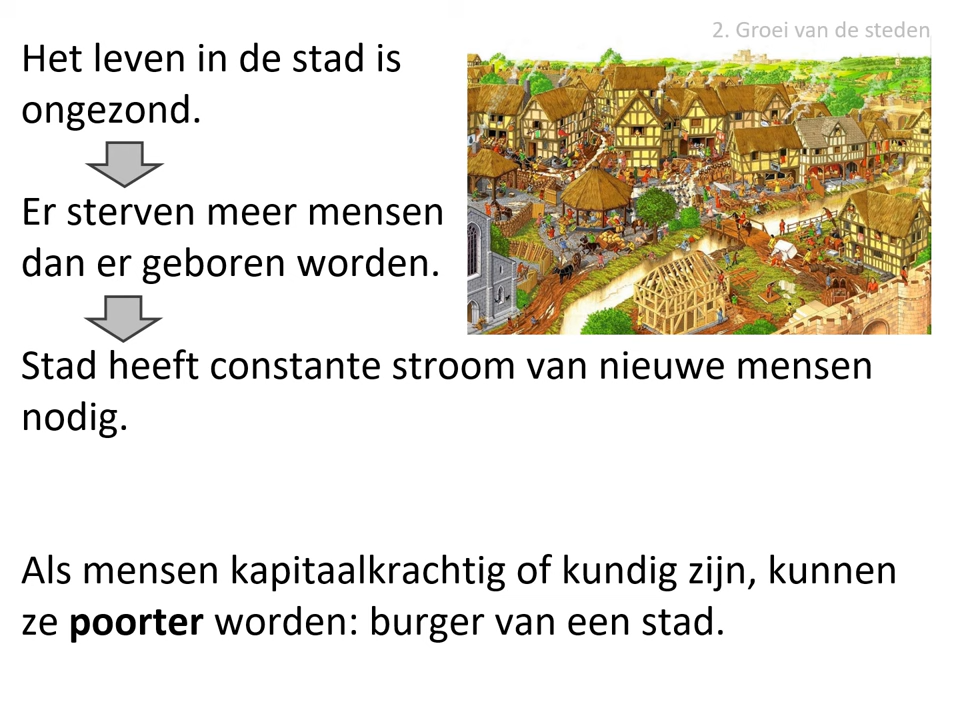 2. Groei van de steden
Het leven in de stad is
ongezond.
Er sterven meer mensen
dan er geboren worden.
Stad heeft constante stroom van nieuwe mensen
nodig.
Als mensen kapitaalkrachtig of kundig zijn, kunnen
ze poorter worden: burger van een stad.